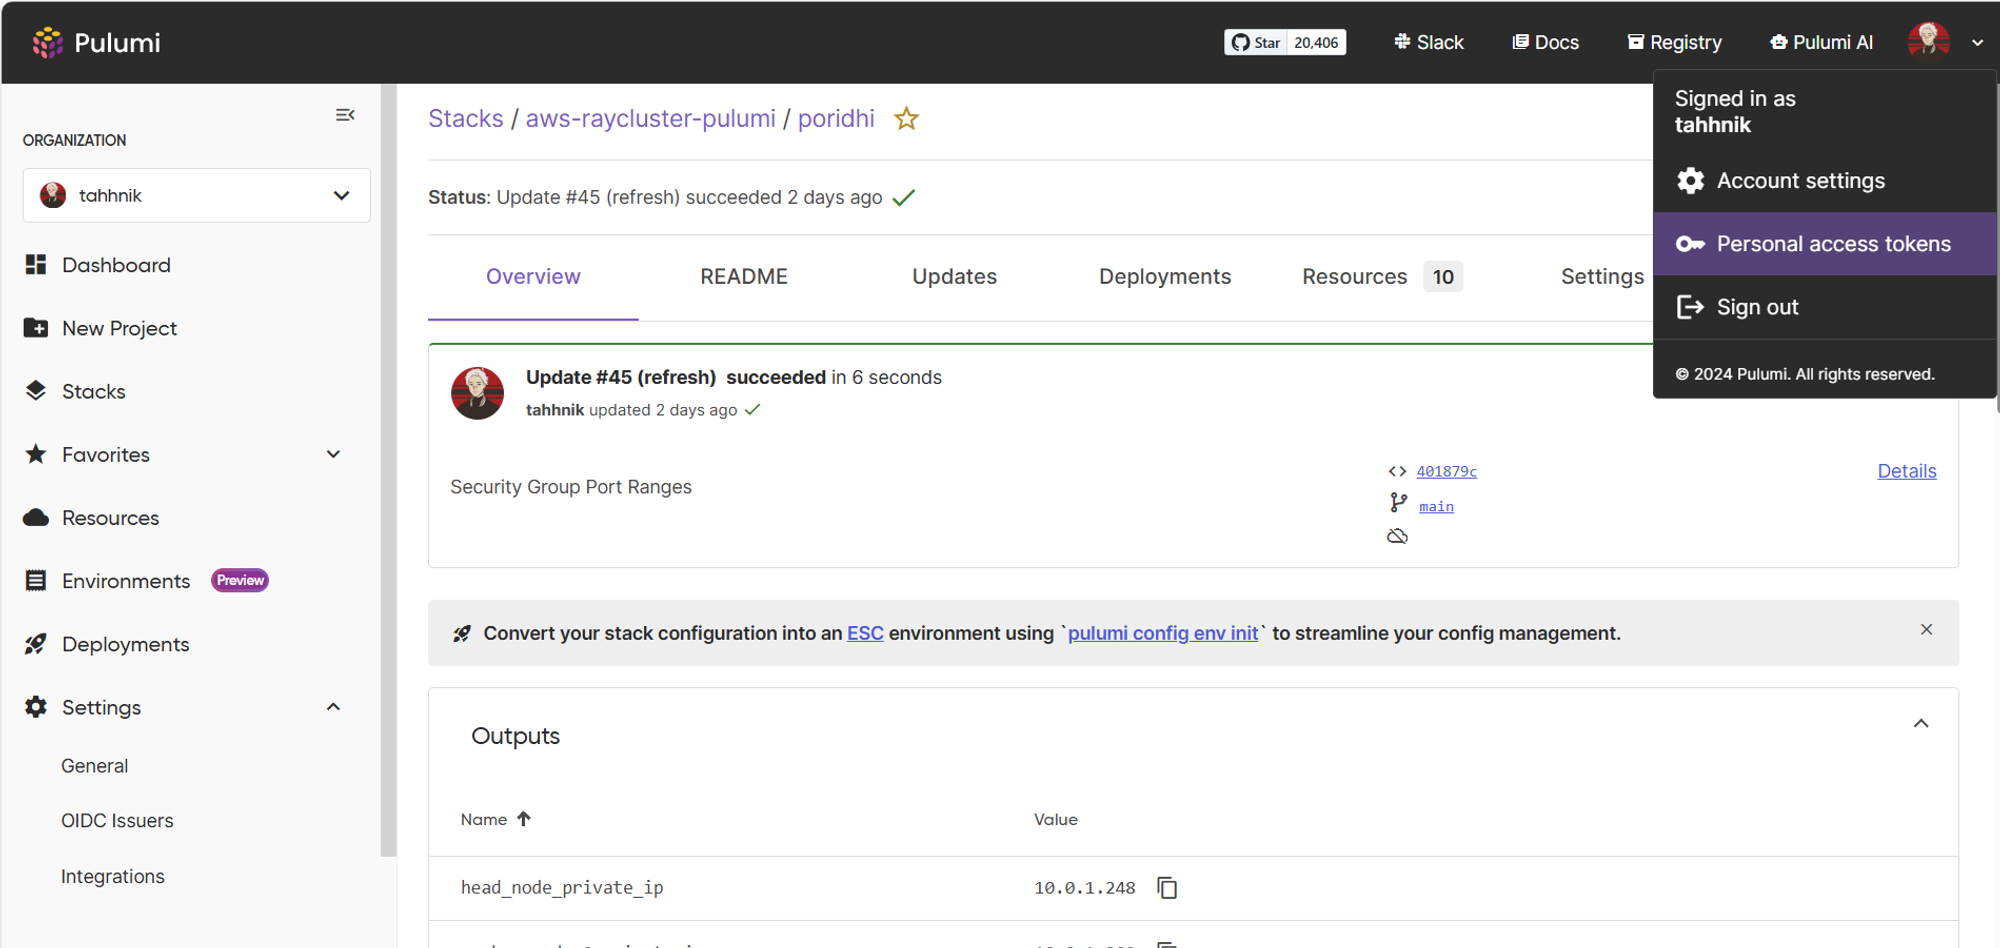 Pulumi
Star 20,406
Slack
Docs
Registry
Pulumi AI
Signed in as
tahhnik
Account settings
Personal access tokens
Sign out
© 2024 Pulumi. All rights reserved.
ORGANIZATION
tahhnik
Dashboard
New Project
Stacks
Favorites
Resources
Environments Preview
Deployments
Settings
General
OIDC Issuers
Integrations
Stacks / aws-raycluster-pulumi / poridhi
Status: Update #45 (refresh) succeeded 2 days ago
Overview README Updates Deployments Resources 10 Settings
Update #45 (refresh) succeeded in 6 seconds
tahhnik updated 2 days ago
Security Group Port Ranges
401879c
main
Details
Convert your stack configuration into an ESC environment using `pulumi config env init` to streamline your config management.
Outputs
Name Value
head_node_private_ip 10.0.1.248